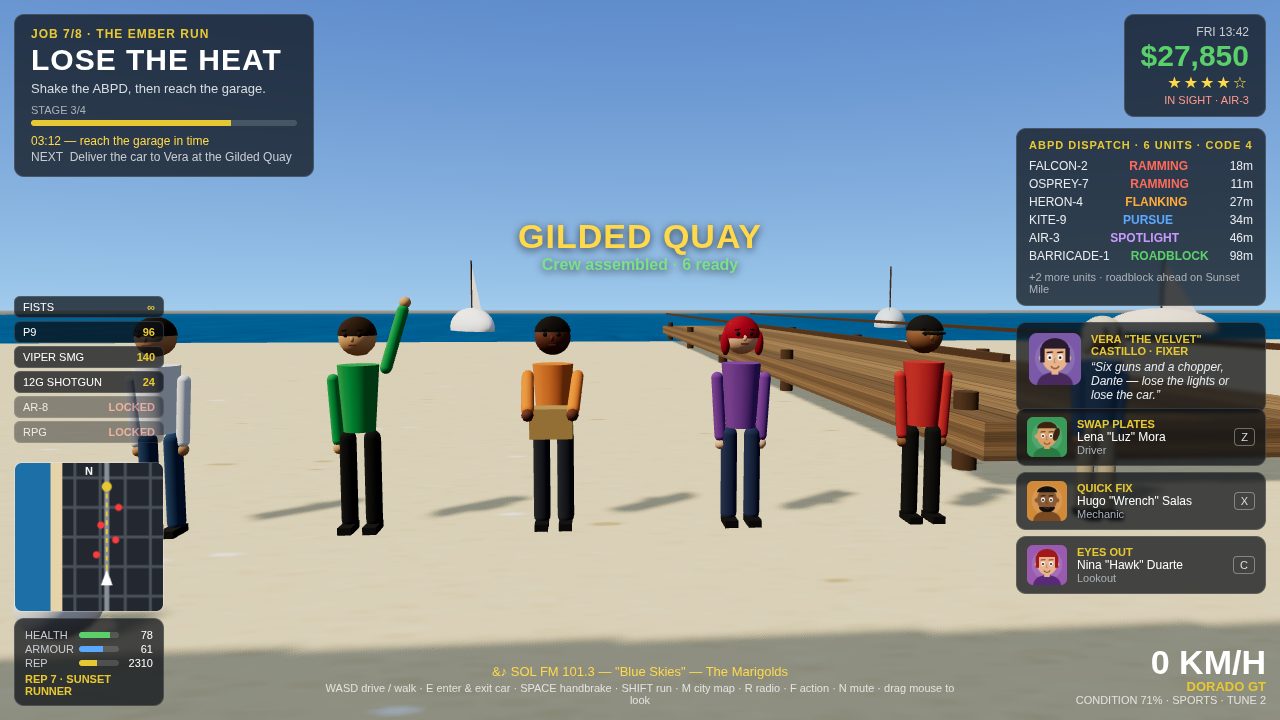 JOB 7/8 · THE EMBER RUN
LOSE THE HEAT
Shake the ABPD, then reach the garage.
STAGE 3/4
03:12 — reach the garage in time
NEXT Deliver the car to Vera at the Gilded Quay
FRI 13:42
$27,850
★★★★☆
IN SIGHT · AIR-3
ABPD DISPATCH · 6 UNITS · CODE 4
FALCON-2 RAMMING 18m
OSPREY-7 RAMMING 11m
HERON-4 FLANKING 27m
KITE-9 PURSUE 34m
AIR-3 SPOTLIGHT 46m
BARRICADE-1 ROADBLOCK 98m
+2 more units · roadblock ahead on Sunset
Mile
GILDED QUAY
Crew assembled · 6 ready
FISTS ∞
P9 96
VIPER SMG 140
12G SHOTGUN 24
AR-8 LOCKED
RPG LOCKED
VERA "THE VELVET"
CASTILLO · FIXER
“Six guns and a chopper,
Dante — lose the lights or
lose the car.”
SWAP PLATES
Lena "Luz" Mora Z
Driver
QUICK FIX
Hugo "Wrench" Salas X
Mechanic
EYES OUT
Nina "Hawk" Duarte C
Lookout
N
HEALTH 78
ARMOUR 61
REP 2310
REP 7 · SUNSET
RUNNER
&♪ SOL FM 101.3 — "Blue Skies" — The Marigolds
WASD drive / walk · E enter & exit car · SPACE handbrake · SHIFT run · M city map · R radio · F action · N mute · drag mouse to
look
0 KM/H
DORADO GT
CONDITION 71% · SPORTS · TUNE 2